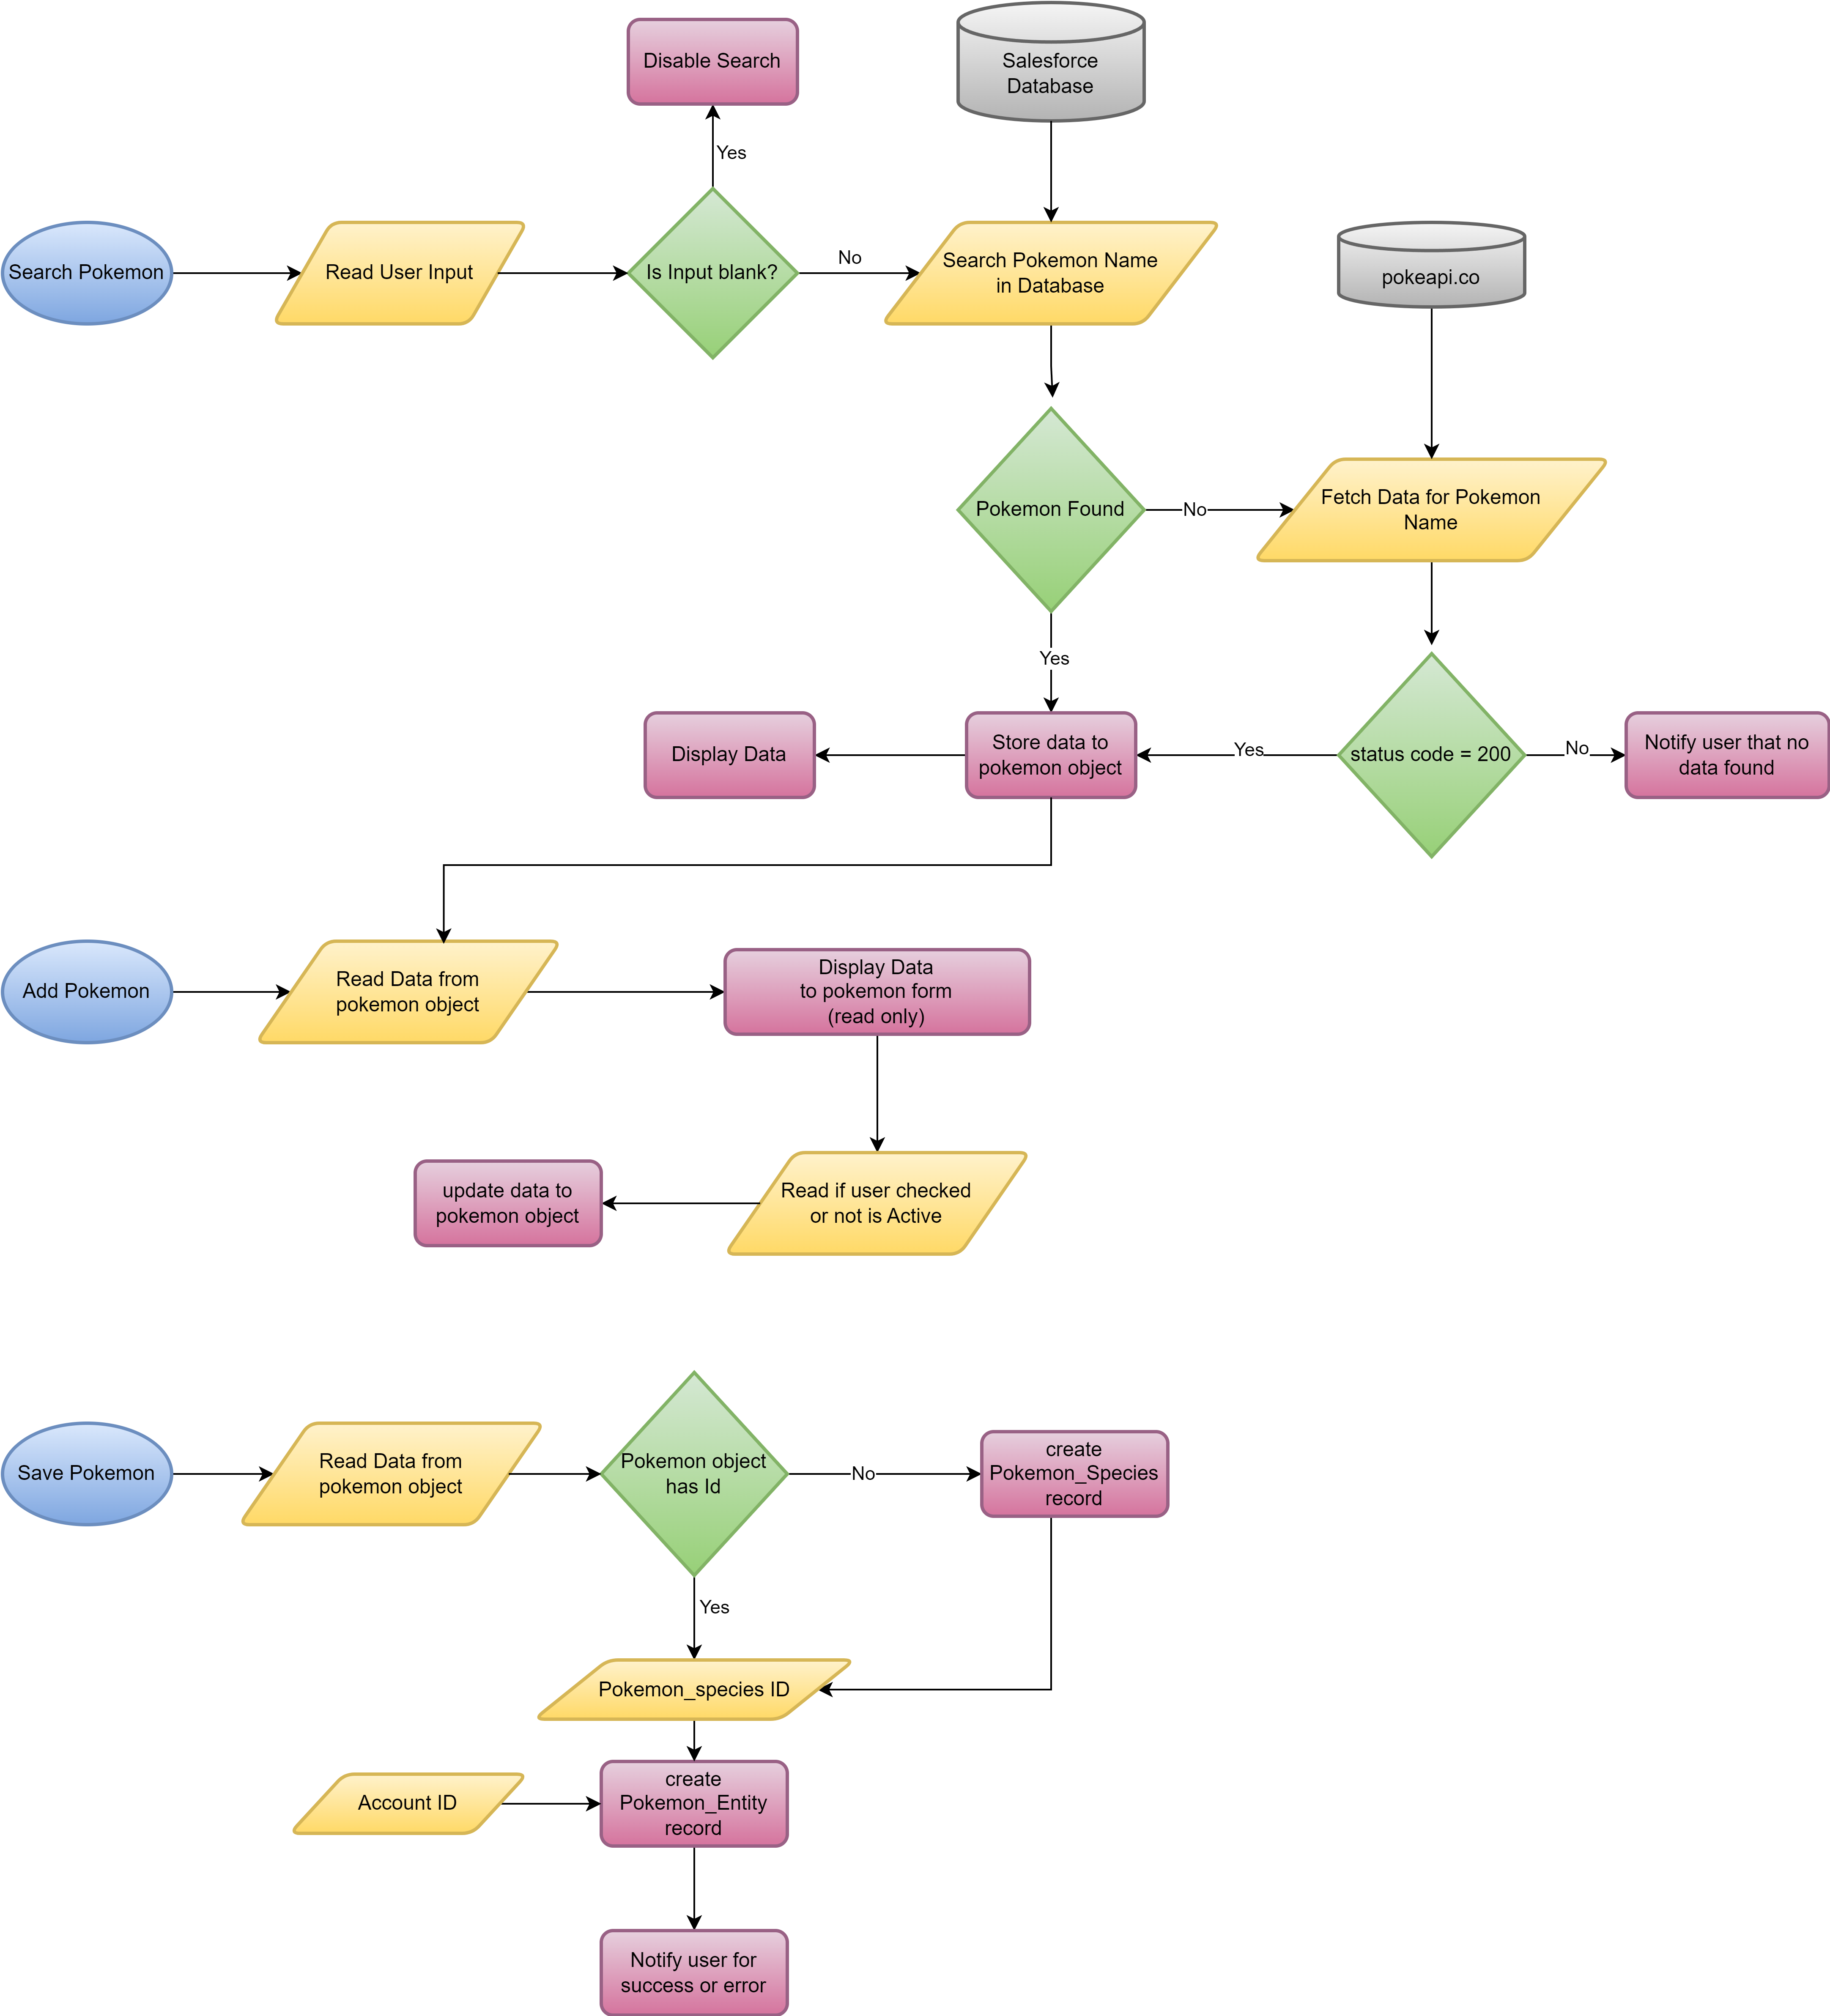 Disable Search
Salesforce
Database
Yes
Search Pokemon
Read User Input
Is Input blank?
No
Search Pokemon Name
in Database
pokeapi.co
Pokemon Found
No
Fetch Data for Pokemon
Name
Yes
Display Data
Store data to
pokemon object
Yes
status code = 200
No
Notify user that no
data found
Add Pokemon
Read Data from
pokemon object
Display Data
to pokemon form
(read only)
update data to
pokemon object
Read if user checked
or not is Active
Save Pokemon
Read Data from
pokemon object
Pokemon object
has Id
No
create
Pokemon_Species
record
Yes
Pokemon_species ID
Account ID
create
Pokemon_Entity
record
Notify user for
success or error